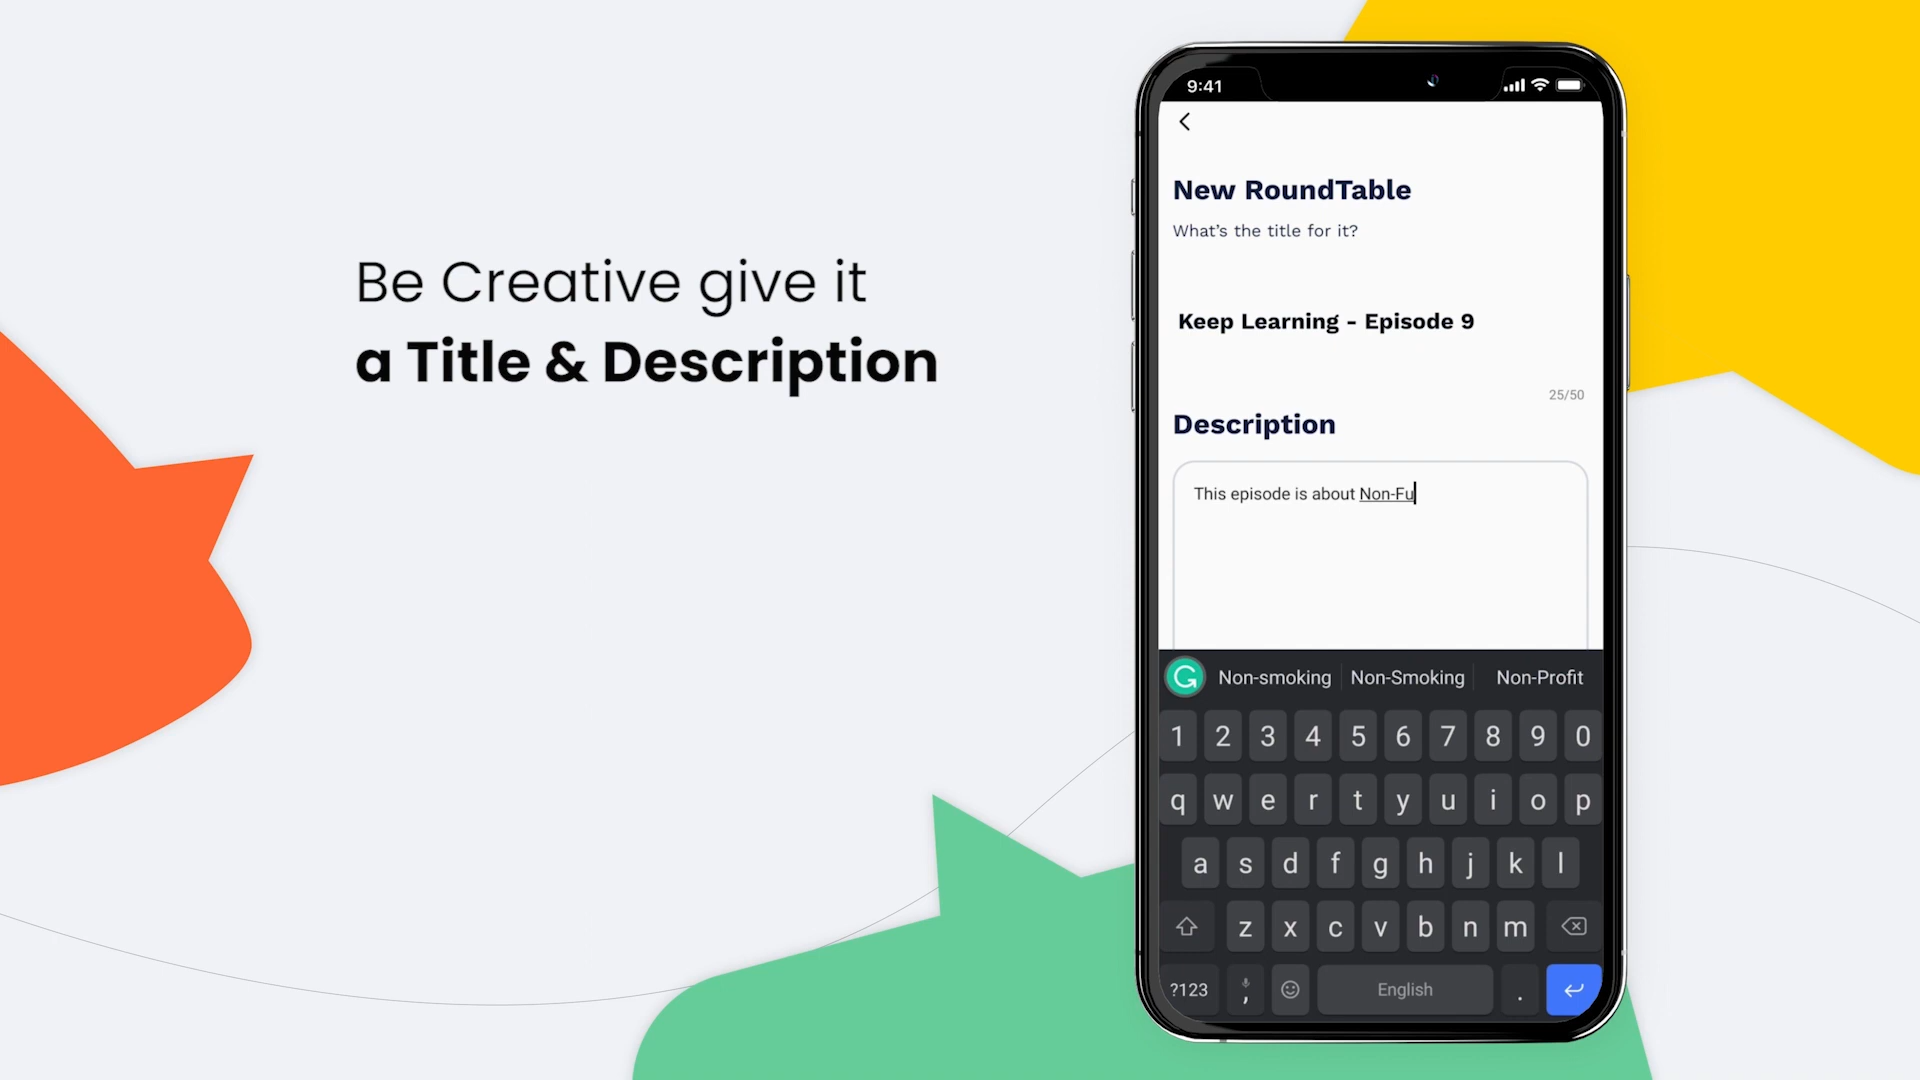 Be Creative give it
a Title & Description
9:41
New RoundTable
What's the title for it?
Keep Learning - Episode 9
25/50
Description
This episode is about Non-Fu
Non-smoking Non-Smoking Non-Profit
1 2 3 4 5 6 7 8 9 0
q w e r t y u i o p
a s d f g h j k l
z x c v b n m
?123 , English .